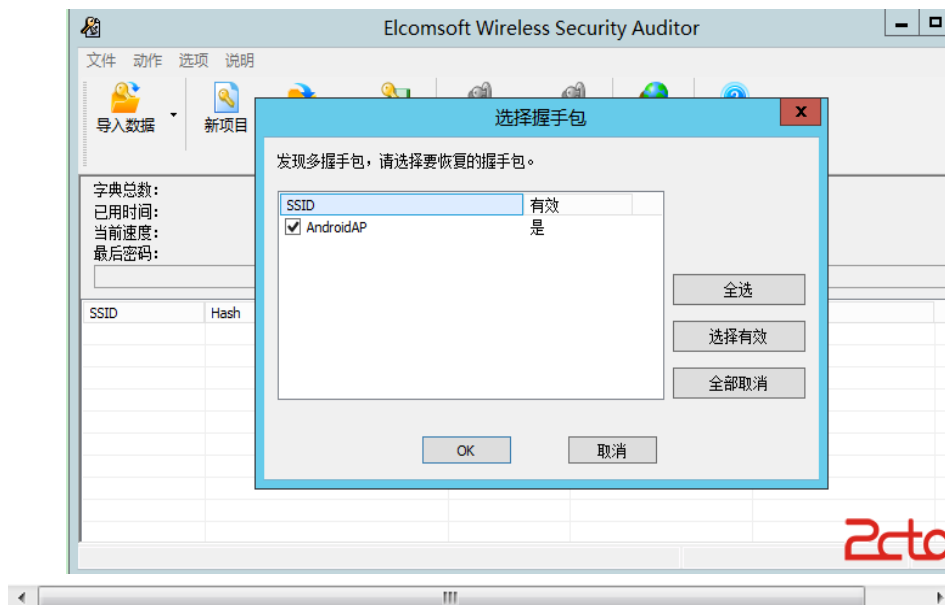 Elcomsoft Wireless Security Auditor
文件 动作 选项 说明
导入数据 新项目
选择握手包
x
发现多握手包，请选择要恢复的握手包。
SSID 有效
AndroidAP 是
全选
选择有效
全部取消
OK 取消
字典总数：
已用时间：
当前速度：
最后密码：
SSID Hash
2cto